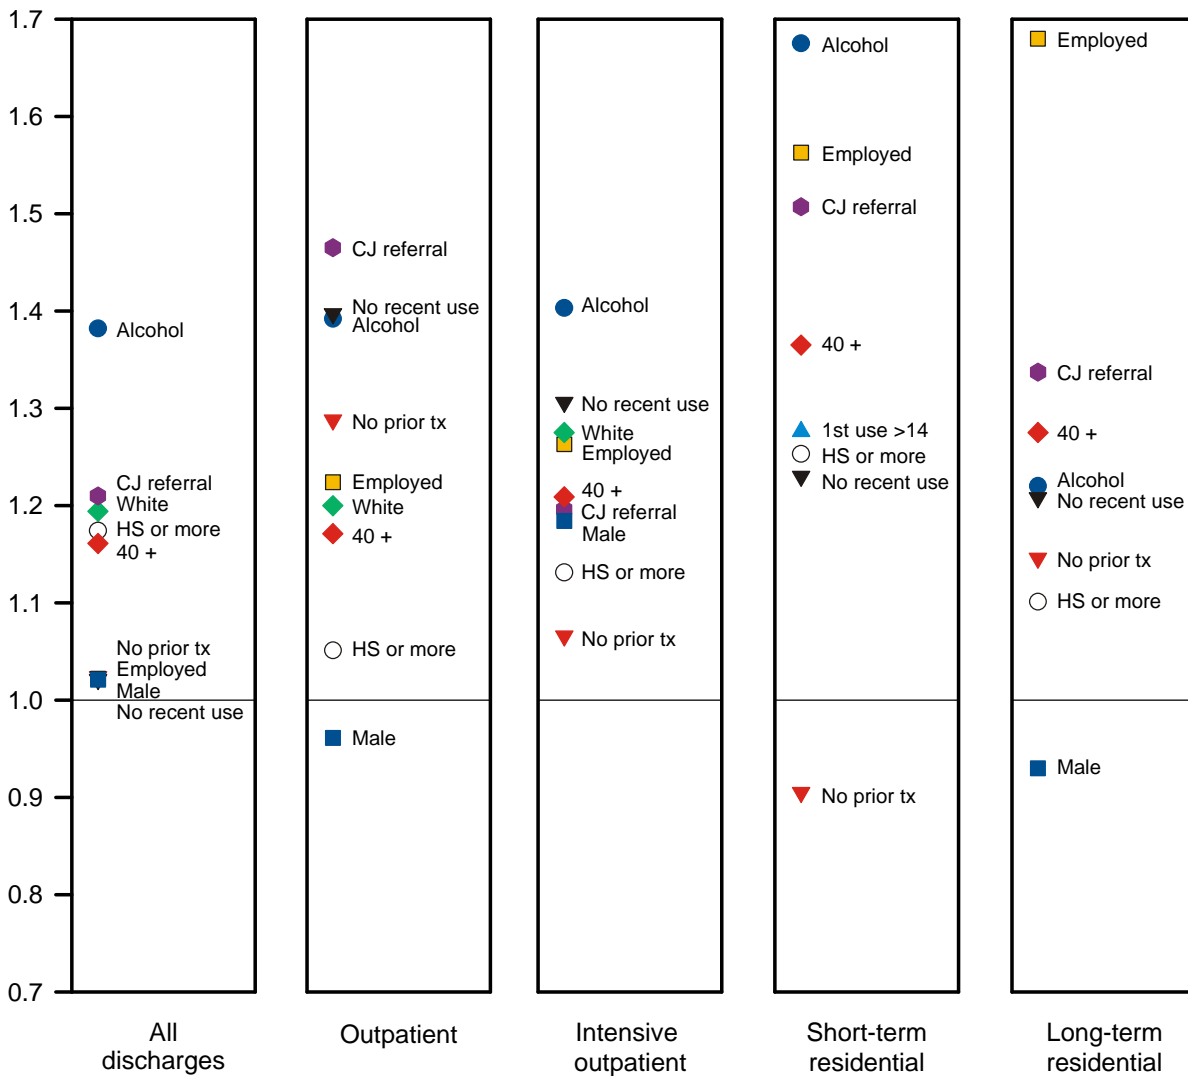 1.7
1.6
1.5
1.4
1.3
1.2
1.1
1.0
0.9
0.8
0.7
Alcohol
CJ referral
White
HS or more
40 +
No prior tx
Employed
Male
No recent use
All
discharges
CJ referral
No recent use
Alcohol
No prior tx
Employed
White
40 +
HS or more
Male
Outpatient
Alcohol
No recent use
White
Employed
40 +
CJ referral
Male
HS or more
No prior tx
Intensive
outpatient
Alcohol
Employed
CJ referral
40 +
1st use >14
HS or more
No recent use
No prior tx
Short-term
residential
Employed
CJ referral
40 +
Alcohol
No recent use
No prior tx
HS or more
Male
Long-term
residential